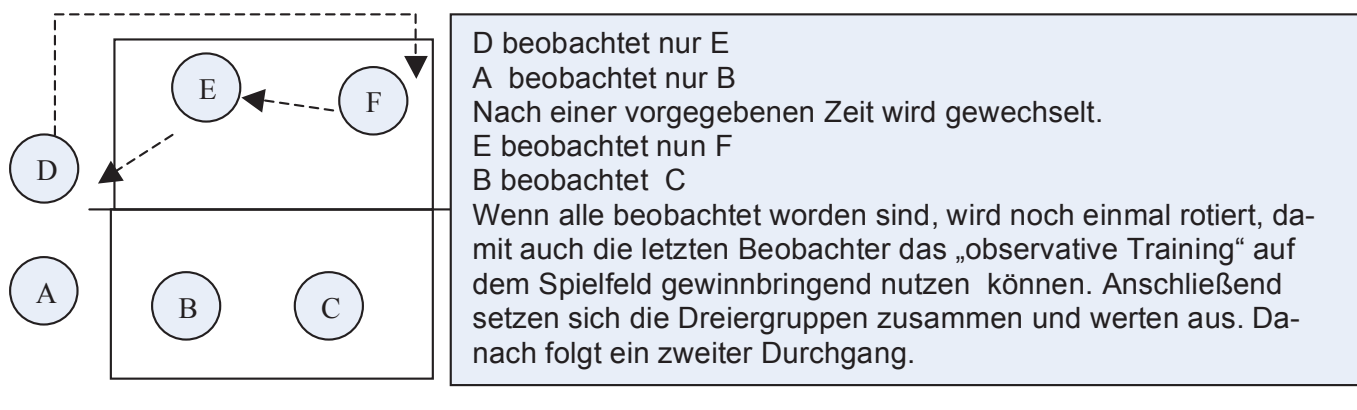 E
F
D
A
B
C
D beobachtet nur E
A  beobachtet nur B
Nach einer vorgegebenen Zeit wird gewechselt.
E beobachtet nun F
B beobachtet  C
Wenn alle beobachtet worden sind, wird noch einmal rotiert, da-
mit auch die letzten Beobachter das „observative Training“ auf
dem Spielfeld gewinnbringend nutzen  können. Anschließend
setzen sich die Dreiergruppen zusammen und werten aus. Da-
nach folgt ein zweiter Durchgang.